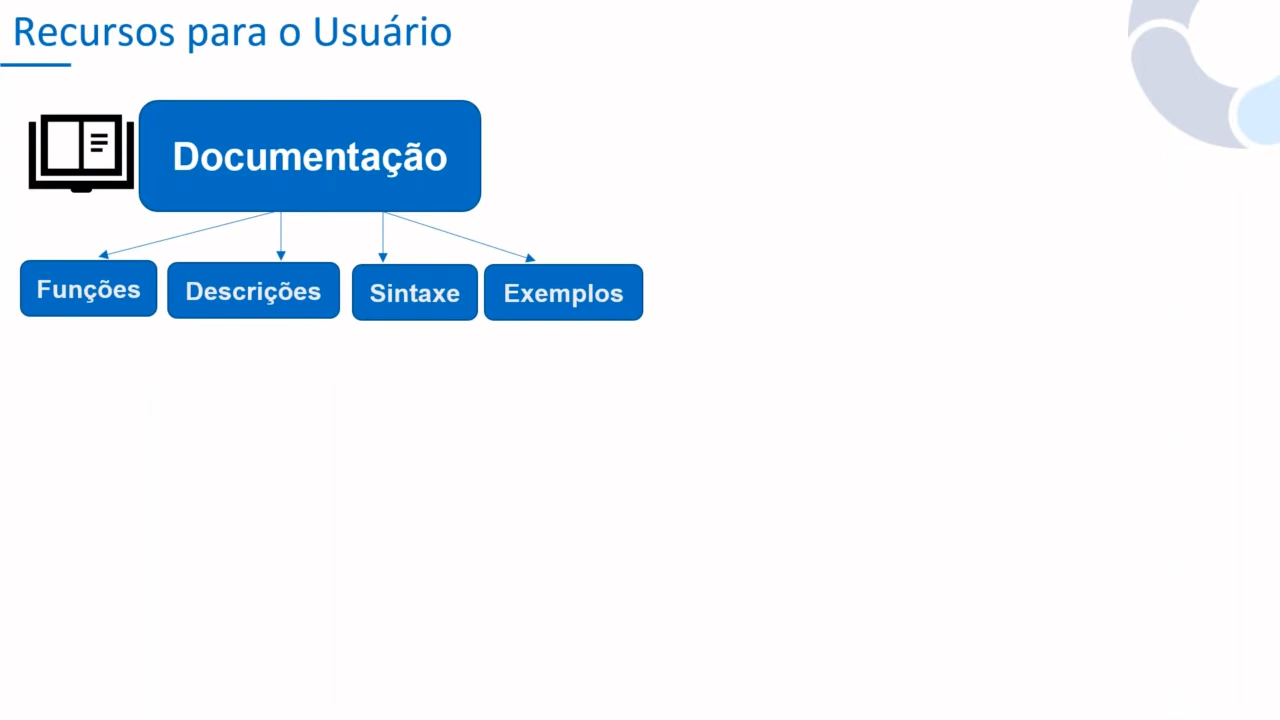 Recursos para o Usuário
Documentação
Funções
Descrições
Sintaxe
Exemplos